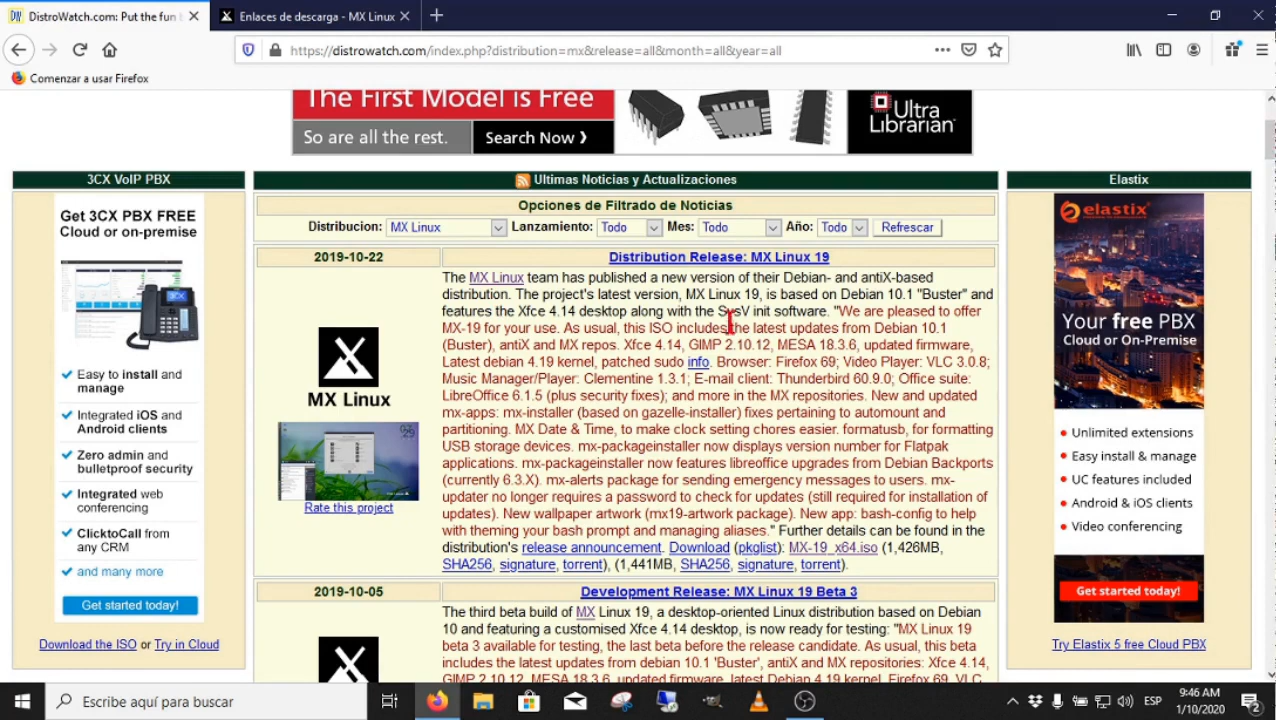 DistroWatch.com: Put the fun
Enlaces de descarga - MX Linux
https://distrowatch.com/index.php?distribution=mx&release=all&month=all&year=all
Comenzar a usar Firefox
The First Model is Free
So are all the rest.
Search Now ❯
Ultra
Librarian
3CX VoIP PBX
Get 3CX PBX FREE
Cloud or on-premise
Easy to install and
manage
Integrated iOS and
Android clients
Zero admin and
bulletproof security
Integrated web
conferencing
ClicktoCall from
any CRM
and many more
Get started today!
Download the ISO or Try in Cloud
Ultimas Noticias y Actualizaciones
Opciones de Filtrado de Noticias
Distribucion: MX Linux Lanzamiento: Todo Mes: Todo Año: Todo Refrescar
2019-10-22
MX Linux
Rate this project
Distribution Release: MX Linux 19
The MX Linux team has published a new version of their Debian- and antiX-based
distribution. The project's latest version, MX Linux 19, is based on Debian 10.1 "Buster" and
features the Xfce 4.14 desktop along with the SysV init software. "We are pleased to offer
MX-19 for your use. As usual, this ISO includes the latest updates from Debian 10.1
(Buster), antiX and MX repos. Xfce 4.14, GIMP 2.10.12, MESA 18.3.6, updated firmware,
Latest debian 4.19 kernel, patched sudo info. Browser: Firefox 69; Video Player: VLC 3.0.8;
Music Manager/Player: Clementine 1.3.1; E-mail client: Thunderbird 60.9.0; Office suite:
LibreOffice 6.1.5 (plus security fixes); and more in the MX repositories. New and updated
mx-apps: mx-installer (based on gazelle-installer) fixes pertaining to automount and
partitioning. MX Date & Time, to make clock setting chores easier. formatusb, for formatting
USB storage devices. mx-packageinstaller now displays version number for Flatpak
applications. mx-packageinstaller now features libreoffice upgrades from Debian Backports
(currently 6.3.X). mx-alerts package for sending emergency messages to users. mx-
updater no longer requires a password to check for updates (still required for installation of
updates). New wallpaper artwork (mx19-artwork package). New app: bash-config to help
with theming your bash prompt and managing aliases." Further details can be found in the
distribution's release announcement. Download (pkglist): MX-19_x64.iso (1,426MB,
SHA256, signature, torrent), (1,441MB, SHA256, signature, torrent).
2019-10-05
Development Release: MX Linux 19 Beta 3
The third beta build of MX Linux 19, a desktop-oriented Linux distribution based on Debian
10 and featuring a customised Xfce 4.14 desktop, is now ready for testing: "MX Linux 19
beta 3 available for testing, the last beta before the release candidate. As usual, this beta
includes the latest updates from debian 10.1 'Buster', antiX and MX repositories: Xfce 4.14,
GIMP 2.10.12, MESA 18.3.6, updated firmware, Latest debian 4.19 kernel, Firefox 69, VLC
Elastix
elastix
Your free PBX
Cloud or On-premise
Unlimited extensions
Easy install & manage
UC features included
Android & iOS clients
Video conferencing
Get started today!
Try Elastix 5 free Cloud PBX
Escribe aquí para buscar
ESP
9:46 AM
1/10/2020
2